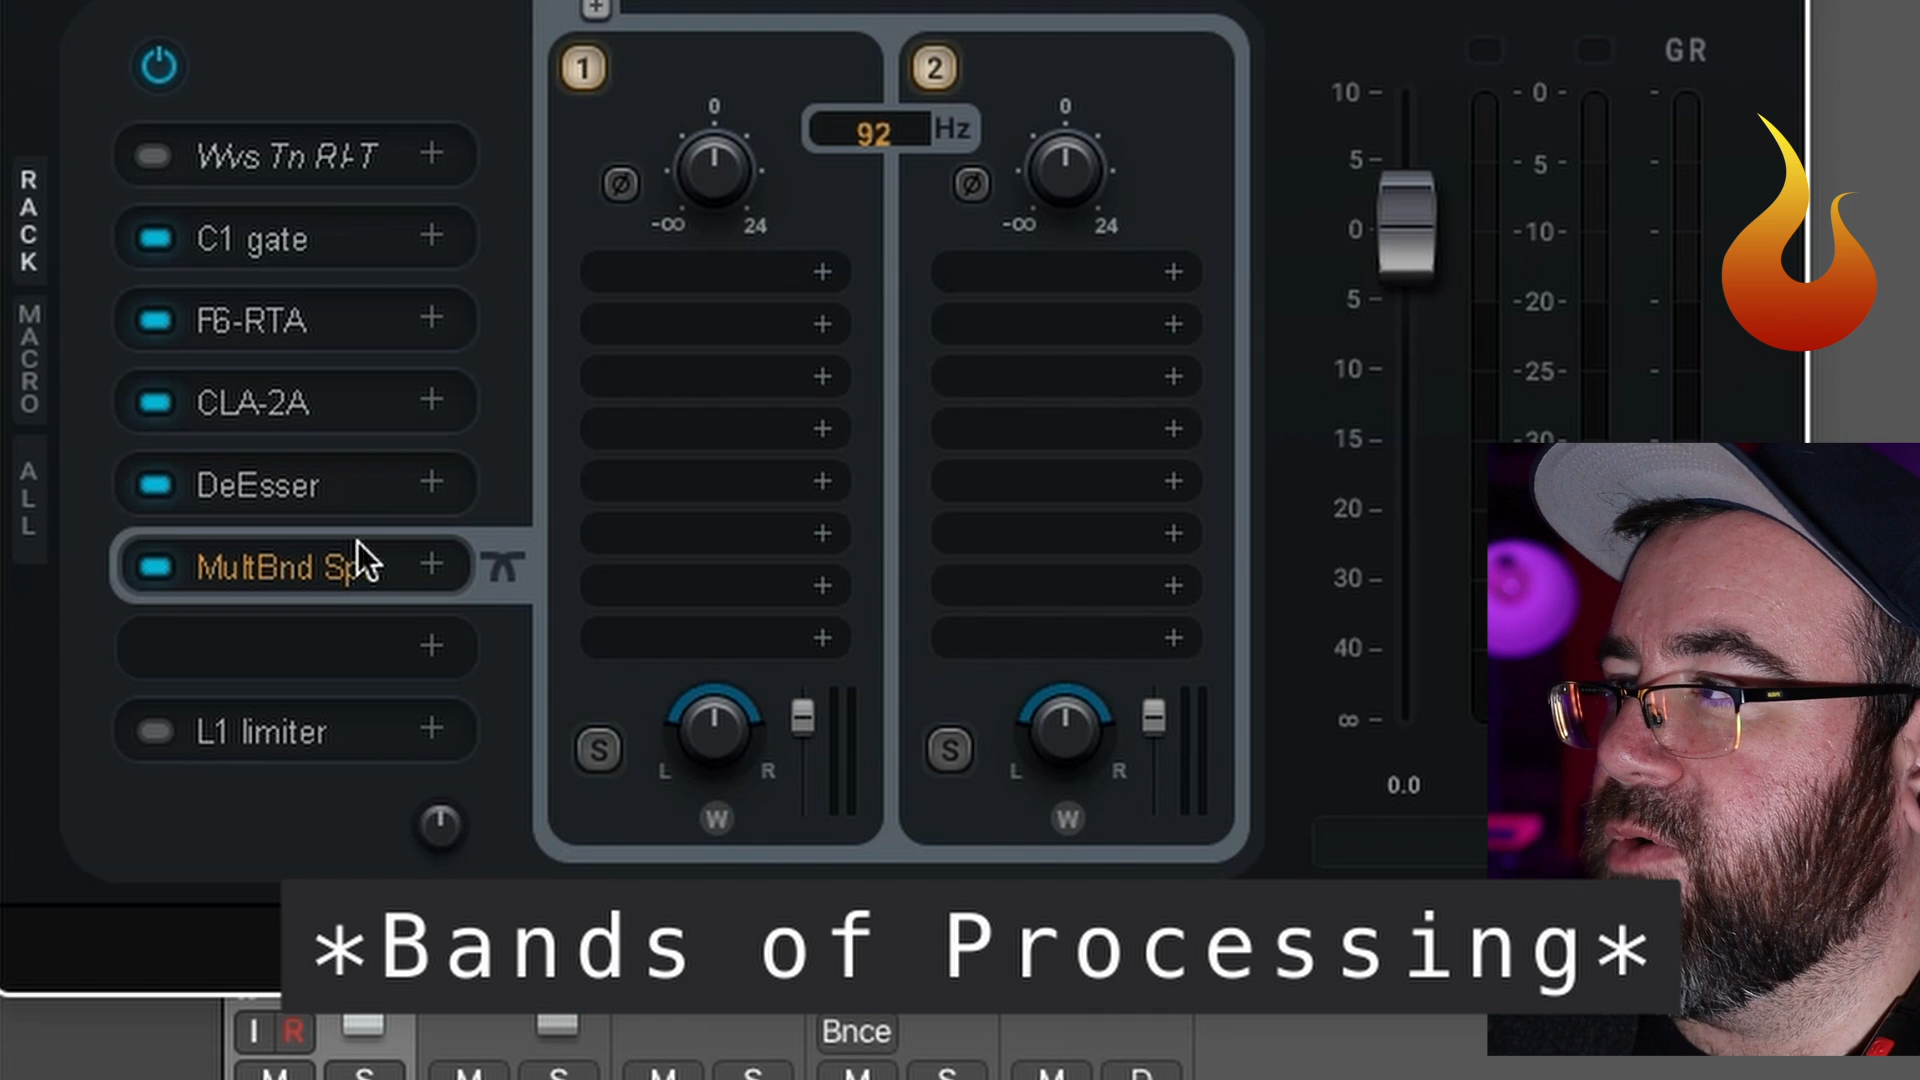 RACK
MACRO
ALL
Wvs Tn Rl-T +
C1 gate +
F6-RTA +
CLA-2A +
DeEsser +
MultBnd Sp +
+
L1 limiter +
+
1
0
Ø
-∞ 24
92 Hz
2
0
Ø
-∞ 24
+
+
+
+
+
+
+
+
S
L R
W
+
+
+
+
+
+
+
+
S
L R
W
GR
10 -
5 -
0 -
5 -
10 -
15 -
20 -
30 -
40 -
∞ -
0.0
- 0 -
- 5 -
-10-
-20-
-25-
-30-
*Bands of Processing*
I R
Bnce
M S M S M S M S M D